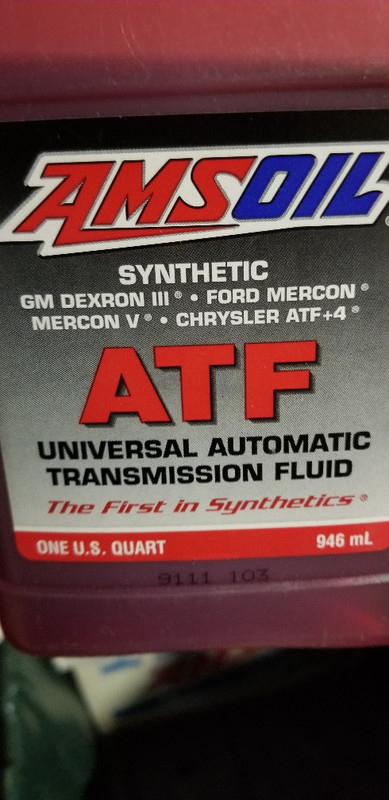 AMSOIL
SYNTHETIC
GM DEXRON III® • FORD MERCON®
MERCON V® • CHRYSLER ATF+4®
ATF
UNIVERSAL AUTOMATIC
TRANSMISSION FLUID
The First in Synthetics®
ONE U.S. QUART 946 mL
9111 103